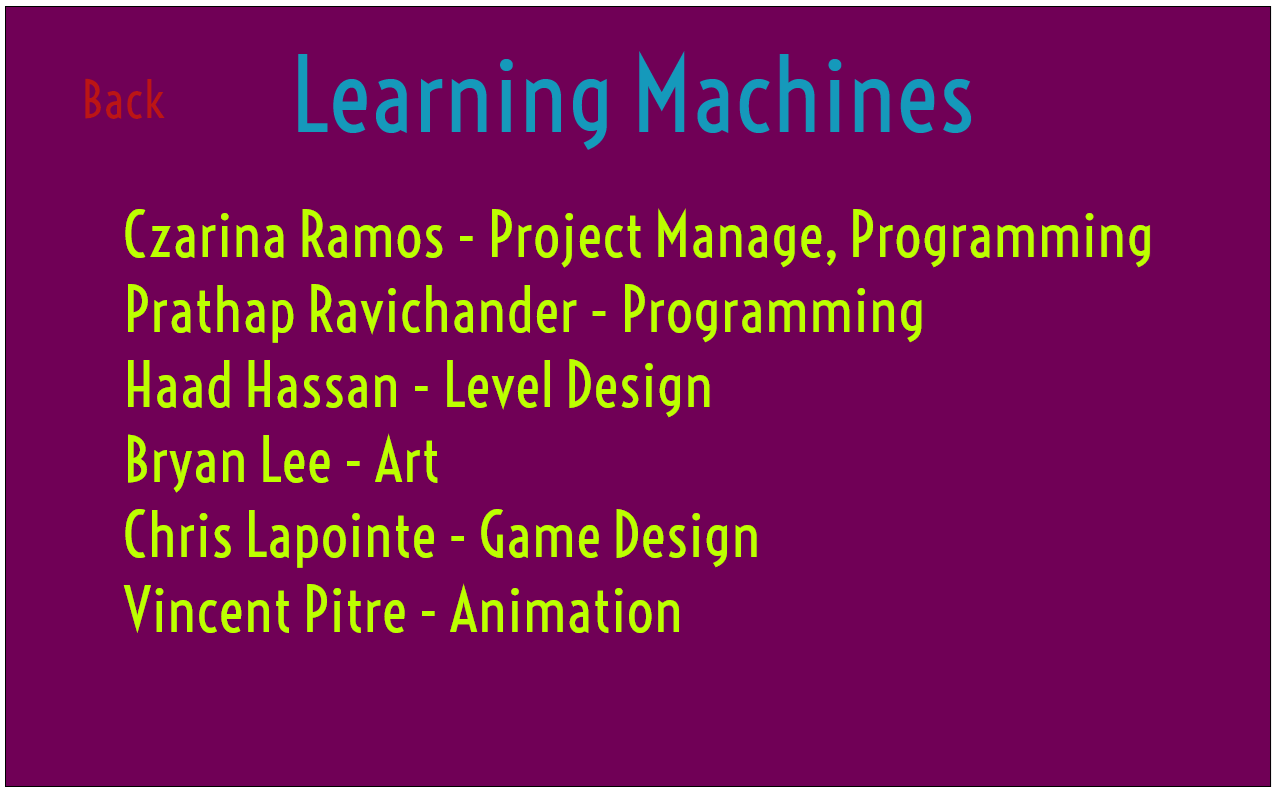 Back
Learning Machines
Czarina Ramos - Project Manage, Programming
Prathap Ravichander - Programming
Haad Hassan - Level Design
Bryan Lee - Art
Chris Lapointe - Game Design
Vincent Pitre - Animation